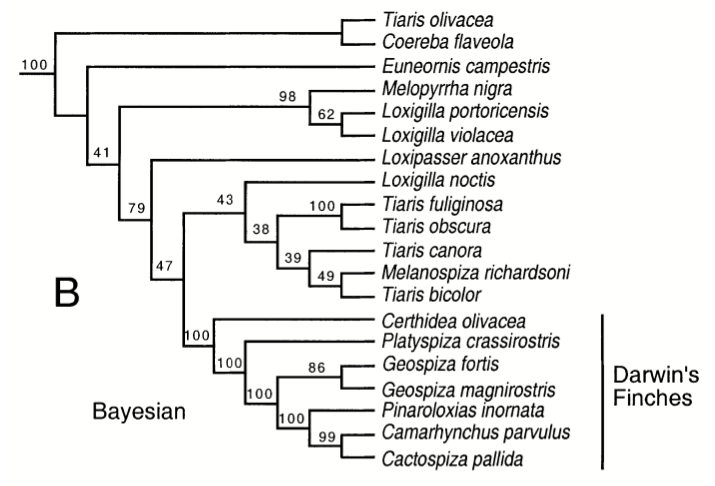 Tiaris olivacea
Coereba flaveola
100
Euneornis campestris
98
Melopyrrha nigra
62
Loxigilla portoricensis
Loxigilla violacea
41
Loxipasser anoxanthus
Loxigilla noctis
79
43
100
Tiaris fuliginosa
Tiaris obscura
38
Tiaris canora
39
47
49
Melanospiza richardsoni
Tiaris bicolor
B
Certhidea olivacea
100
Platyspiza crassirostris
100
86
Geospiza fortis
Geospiza magnirostris
100
Darwin's
Finches
Bayesian
Pinaroloxias inornata
100
Camarhynchus parvulus
99
Cactospiza pallida